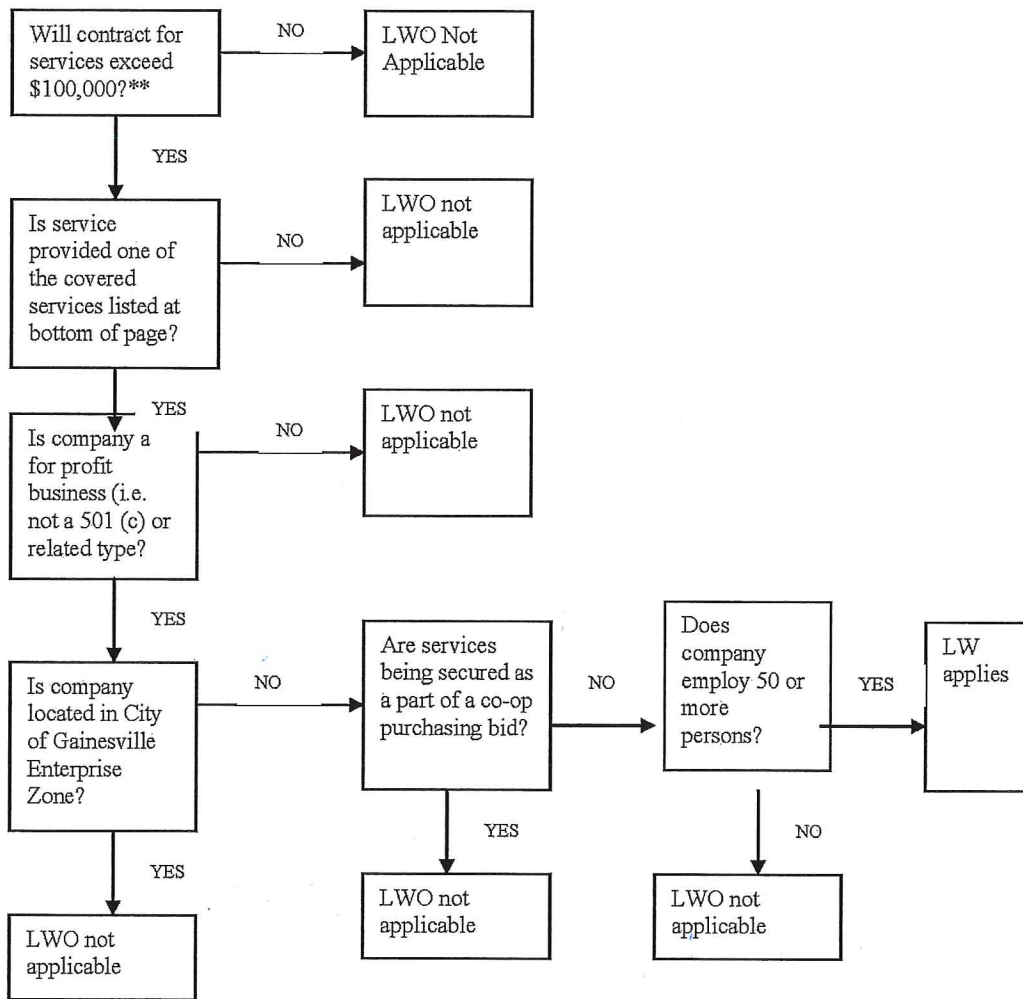 Will contract for
services exceed
$100,000?**
NO
LWO Not
Applicable
YES
Is service
provided one of
the covered
services listed at
bottom of page?
NO
LWO not
applicable
YES
Is company a
for profit
business (i.e.
not a 501 (c) or
related type?
NO
LWO not
applicable
YES
Is company
located in City
of Gainesville
Enterprise
Zone?
NO
Are services
being secured as
a part of a co-op
purchasing bid?
NO
Does
company
employ 50 or
more
persons?
YES
LW
applies
YES
LWO not
applicable
YES
LWO not
applicable
NO
LWO not
applicable